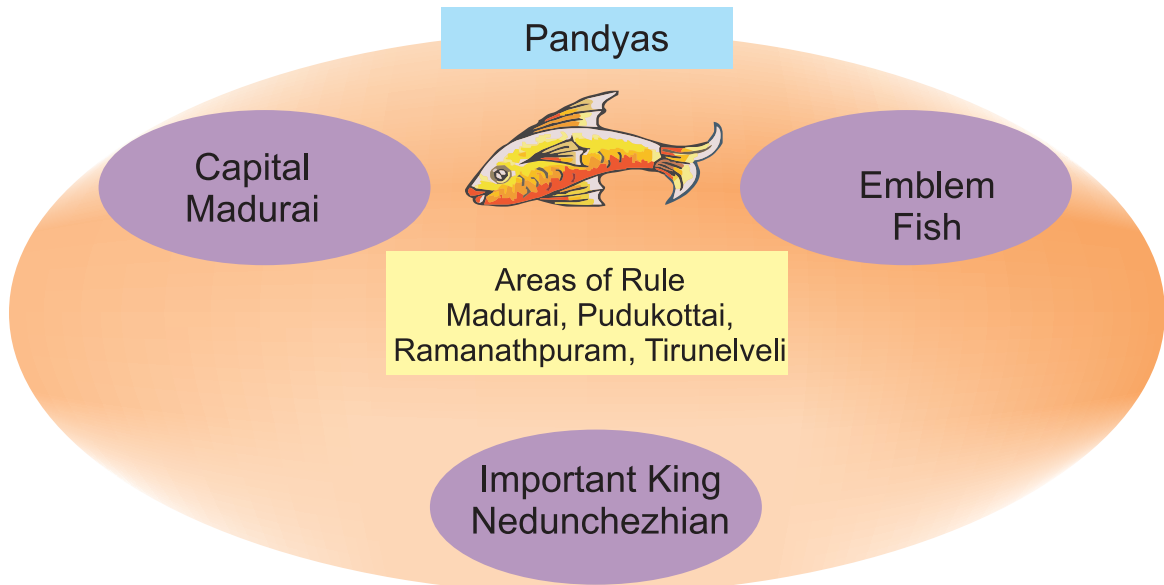 Pandyas
Capital
Madurai
Emblem
Fish
Areas of Rule
Madurai, Pudukottai,
Ramanathpuram, Tirunelveli
Important King
Nedunchezhian